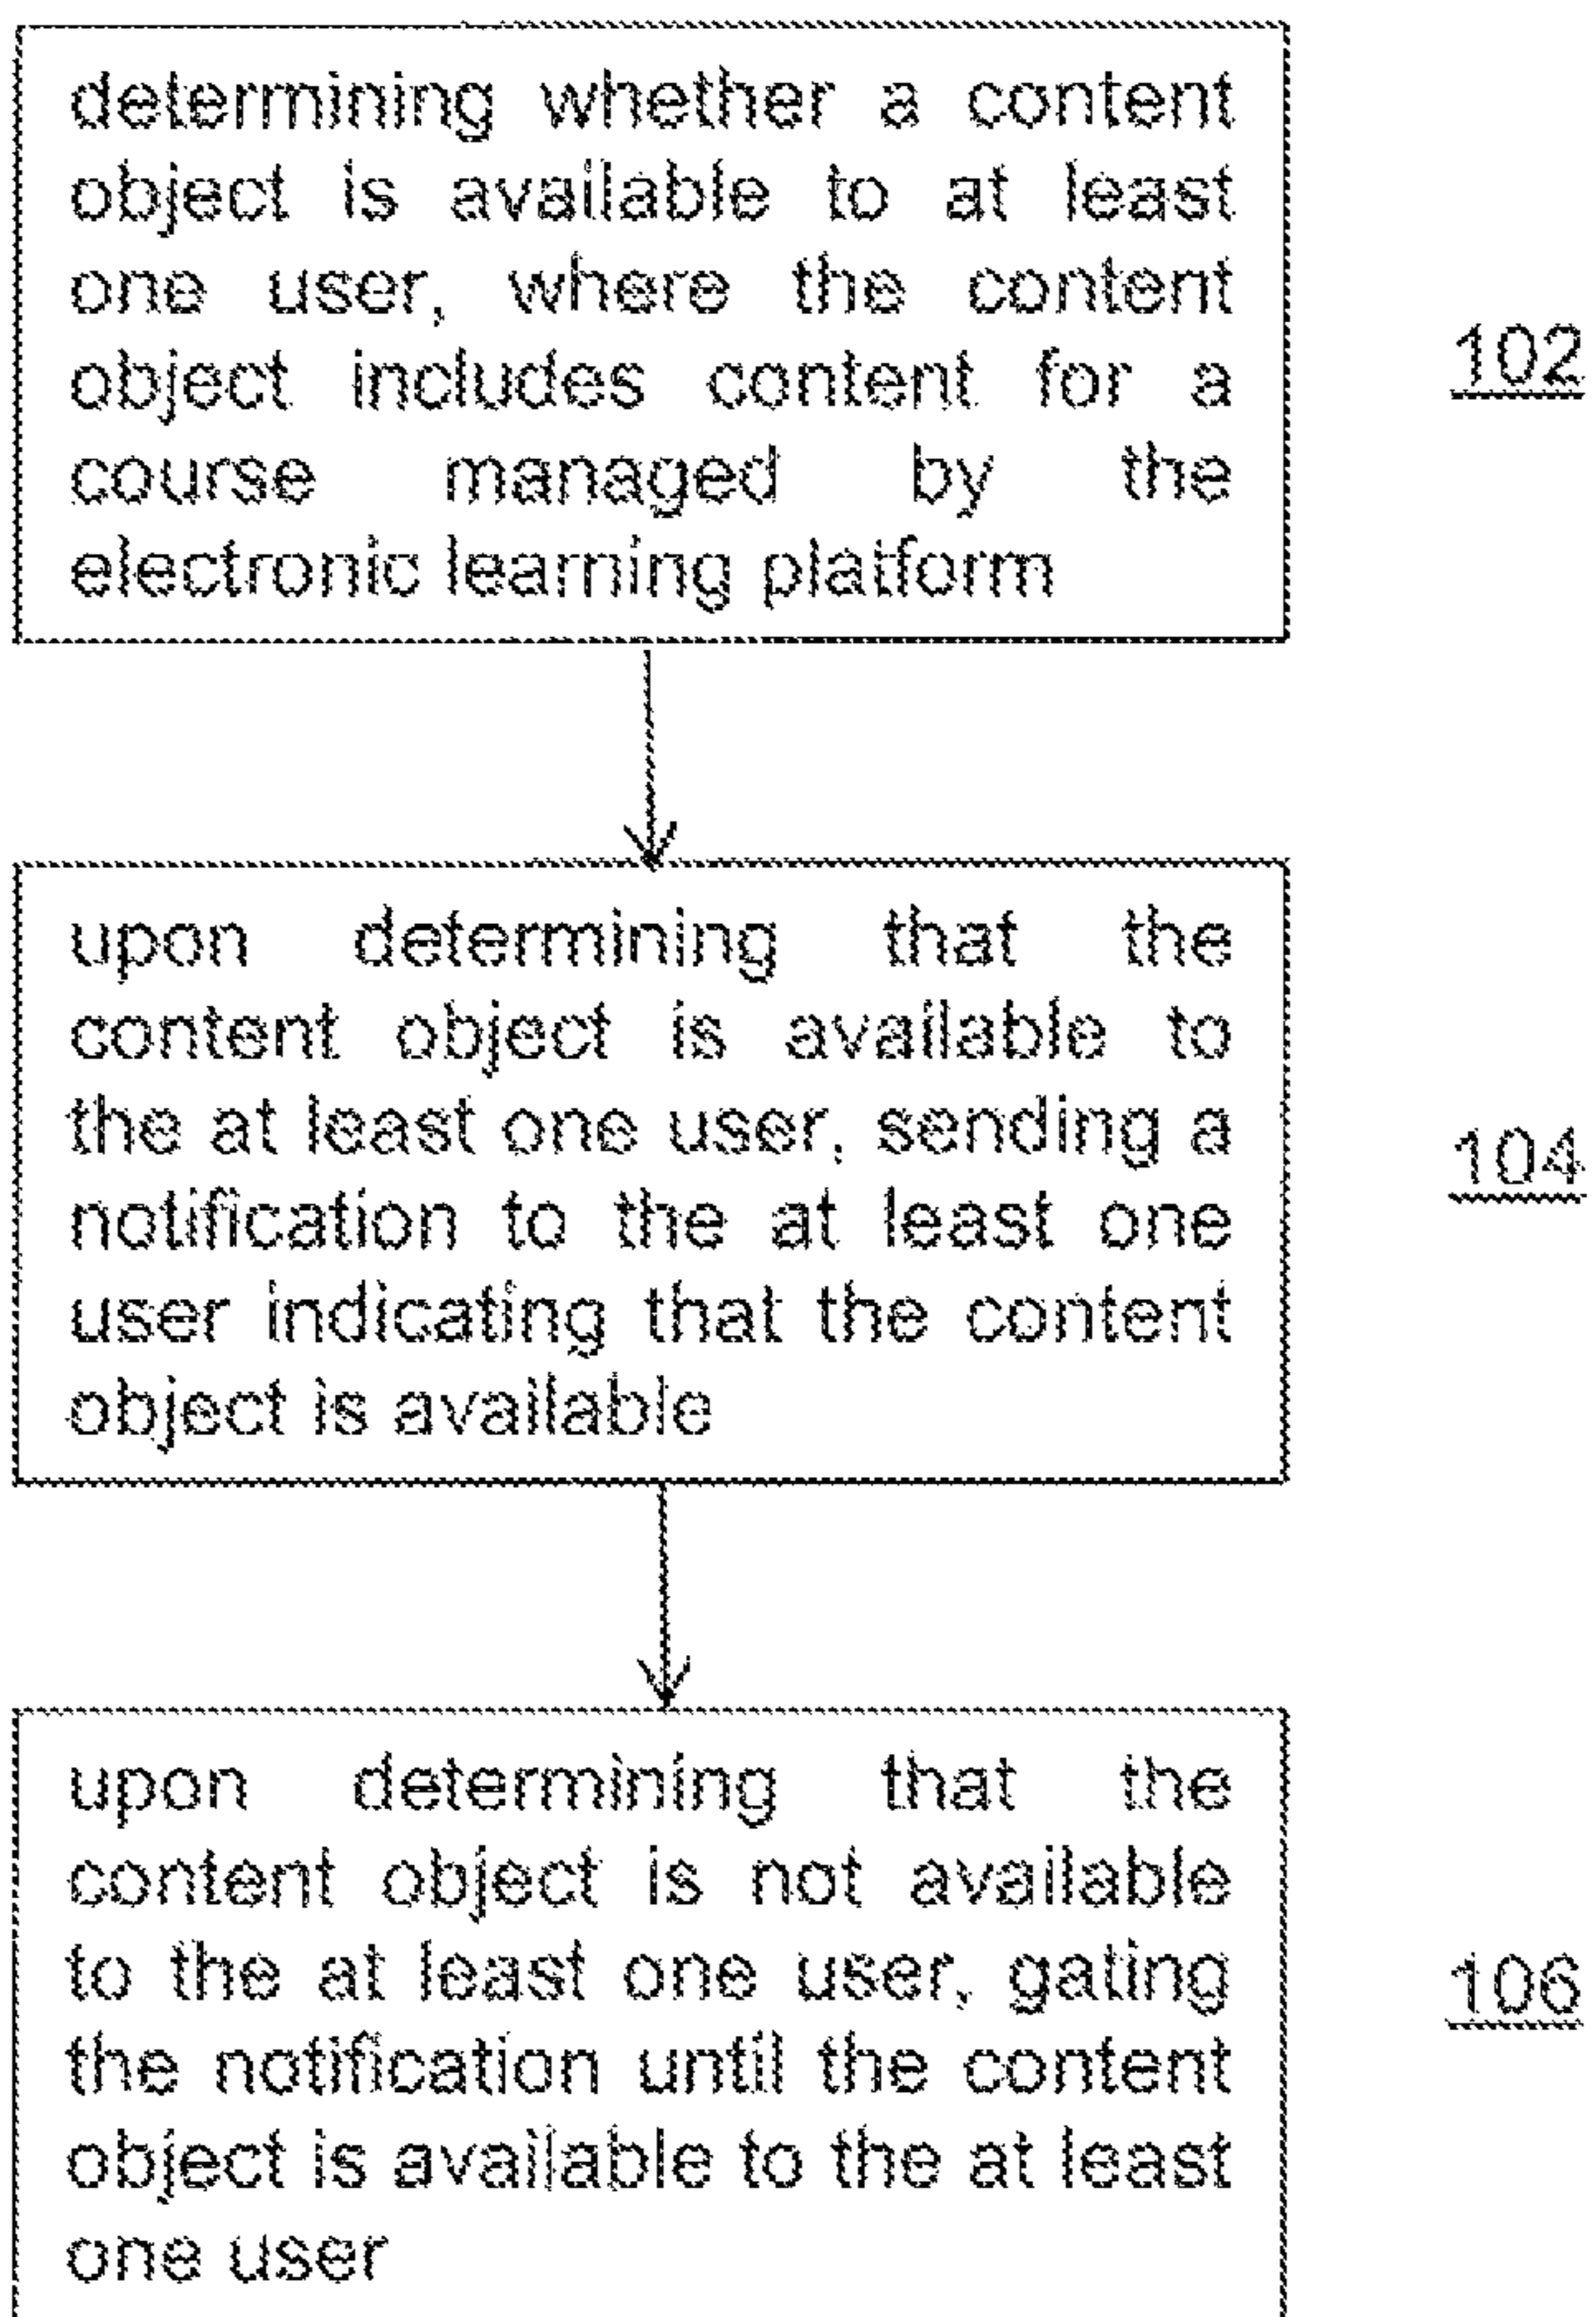 determining whether a content
object is available to at least
one user, where the content
object includes content for a
course managed by the
electronic learning platform
102
upon determining that the
content object is available to
the at least one user, sending a
notification to the at least one
user indicating that the content
object is available
104
upon determining that the
content object is not available
to the at least one user, gating
the notification until the content
object is available to the at least
one user
106